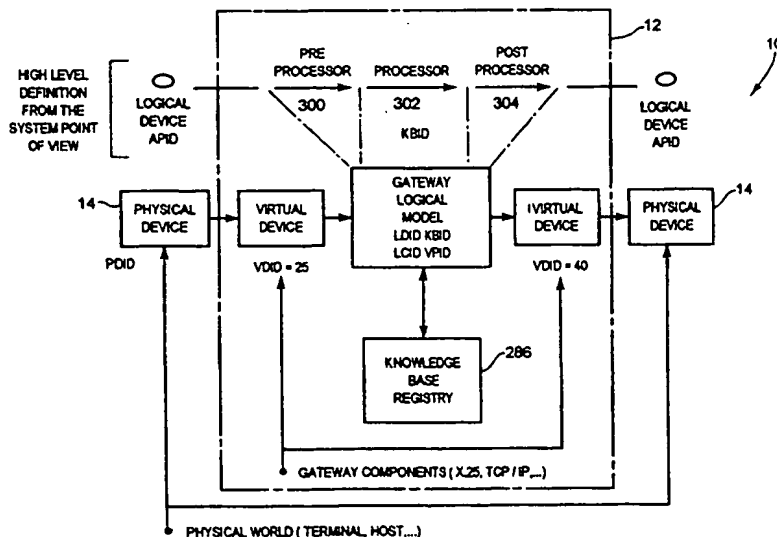 12
10
PRE
PROCESSOR
PROCESSOR
POST
PROCESSOR
300
302
304
KBID
HIGH LEVEL
DEFINITION
FROM THE
SYSTEM POINT
OF VIEW
LOGICAL
DEVICE
APID
LOGICAL
DEVICE
APID
14
PHYSICAL
DEVICE
PDID
VIRTUAL
DEVICE
VDID = 25
GATEWAY
LOGICAL
MODEL
LDID KBID
LCID VPID
IVIRTUAL
DEVICE
VDID = 40
14
PHYSICAL
DEVICE
KNOWLEDGE
BASE
REGISTRY
286
GATEWAY COMPONENTS ( X.25, TCP / IP,...)
PHYSICAL WORLD ( TERMINAL, HOST,...)